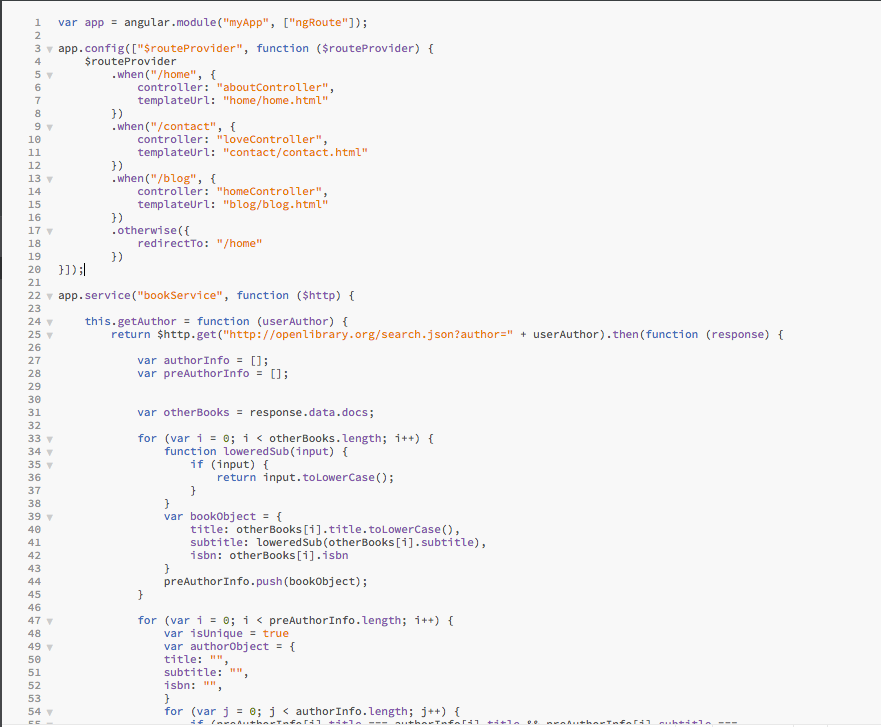 1 var app = angular.module("myApp", ["ngRoute"]);
2
3 app.config(["$routeProvider", function ($routeProvider) {
4     $routeProvider
5         .when("/home", {
6             controller: "aboutController",
7             templateUrl: "home/home.html"
8         })
9         .when("/contact", {
10             controller: "loveController",
11             templateUrl: "contact/contact.html"
12         })
13         .when("/blog", {
14             controller: "homeController",
15             templateUrl: "blog/blog.html"
16         })
17         .otherwise({
18             redirectTo: "/home"
19         })
20 }]);
21
22 app.service("bookService", function ($http) {
23
24     this.getAuthor = function (userAuthor) {
25         return $http.get("http://openlibrary.org/search.json?author=" + userAuthor).then(function (response) {
26
27             var authorInfo = [];
28             var preAuthorInfo = [];
29
30
31             var otherBooks = response.data.docs;
32
33             for (var i = 0; i < otherBooks.length; i++) {
34                 function loweredSub(input) {
35                     if (input) {
36                         return input.toLowerCase();
37                     }
38                 }
39                 var bookObject = {
40                     title: otherBooks[i].title.toLowerCase(),
41                     subtitle: loweredSub(otherBooks[i].subtitle),
42                     isbn: otherBooks[i].isbn
43                 }
44                 preAuthorInfo.push(bookObject);
45             }
46
47             for (var i = 0; i < preAuthorInfo.length; i++) {
48                 var isUnique = true
49                 var authorObject = {
50                 title: "",
51                 subtitle: "",
52                 isbn: "",
53                 }
54                 for (var j = 0; j < authorInfo.length; j++) {
55                     if (preAuthorInfo[i].title === authorInfo[j].title && preAuthorInfo[i].subtitle ===